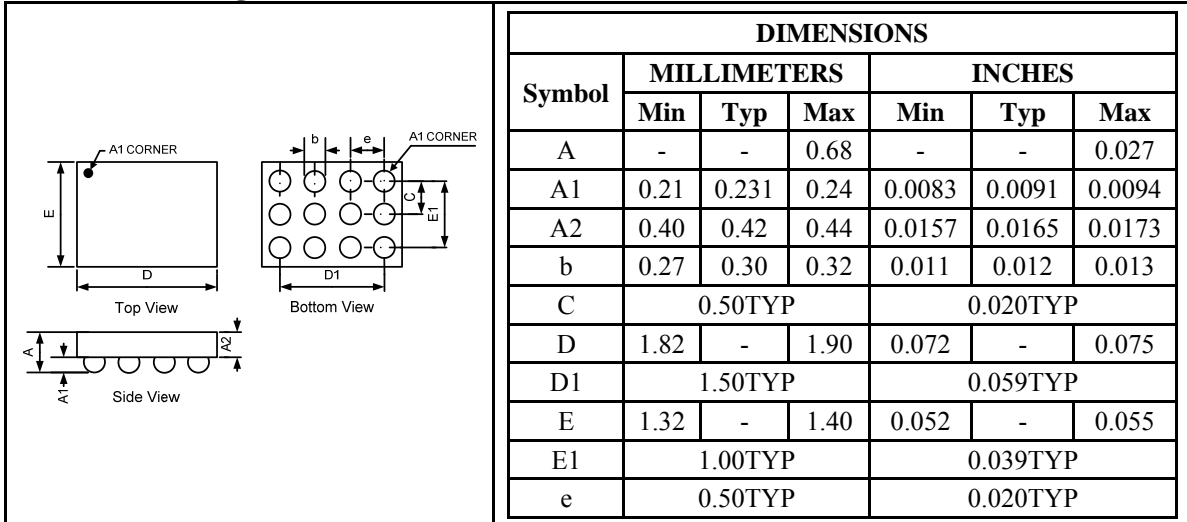 A1 CORNER
E
D
Top View
b
e
A1 CORNER
C
E1
D1
Bottom View
A
A1
A2
Side View
DIMENSIONS
Symbol MILLIMETERS INCHES
Min Typ Max Min Typ Max
A - - 0.68 - - 0.027
A1 0.21 0.231 0.24 0.0083 0.0091 0.0094
A2 0.40 0.42 0.44 0.0157 0.0165 0.0173
b 0.27 0.30 0.32 0.011 0.012 0.013
C 0.50TYP 0.020TYP
D 1.82 - 1.90 0.072 - 0.075
D1 1.50TYP 0.059TYP
E 1.32 - 1.40 0.052 - 0.055
E1 1.00TYP 0.039TYP
e 0.50TYP 0.020TYP